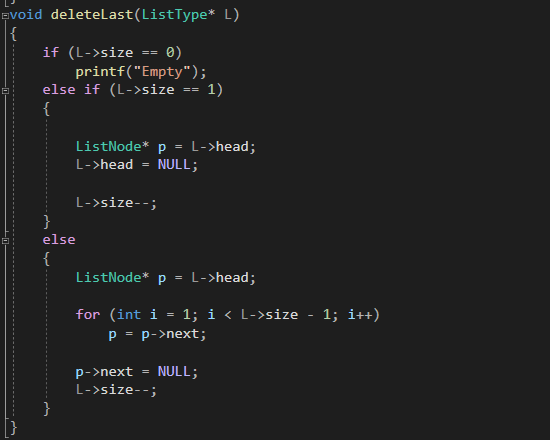 void deleteLast(ListType* L)
{
    if (L->size == 0)
        printf("Empty");
    else if (L->size == 1)
    {
        ListNode* p = L->head;
        L->head = NULL;
        L->size--;
    }
    else
    {
        ListNode* p = L->head;
        for (int i = 1; i < L->size - 1; i++)
            p = p->next;
        p->next = NULL;
        L->size--;
    }
}